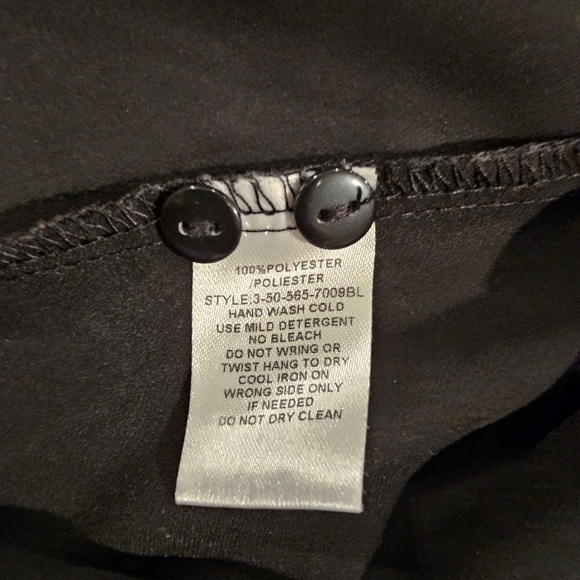 100%POLYESTER
/POLIESTER
STYLE:3-50-565-7009BL
HAND WASH COLD
USE MILD DETERGENT
NO BLEACH
DO NOT WRING OR
TWIST HANG TO DRY
COOL IRON ON
WRONG SIDE ONLY
IF NEEDED
DO NOT DRY CLEAN